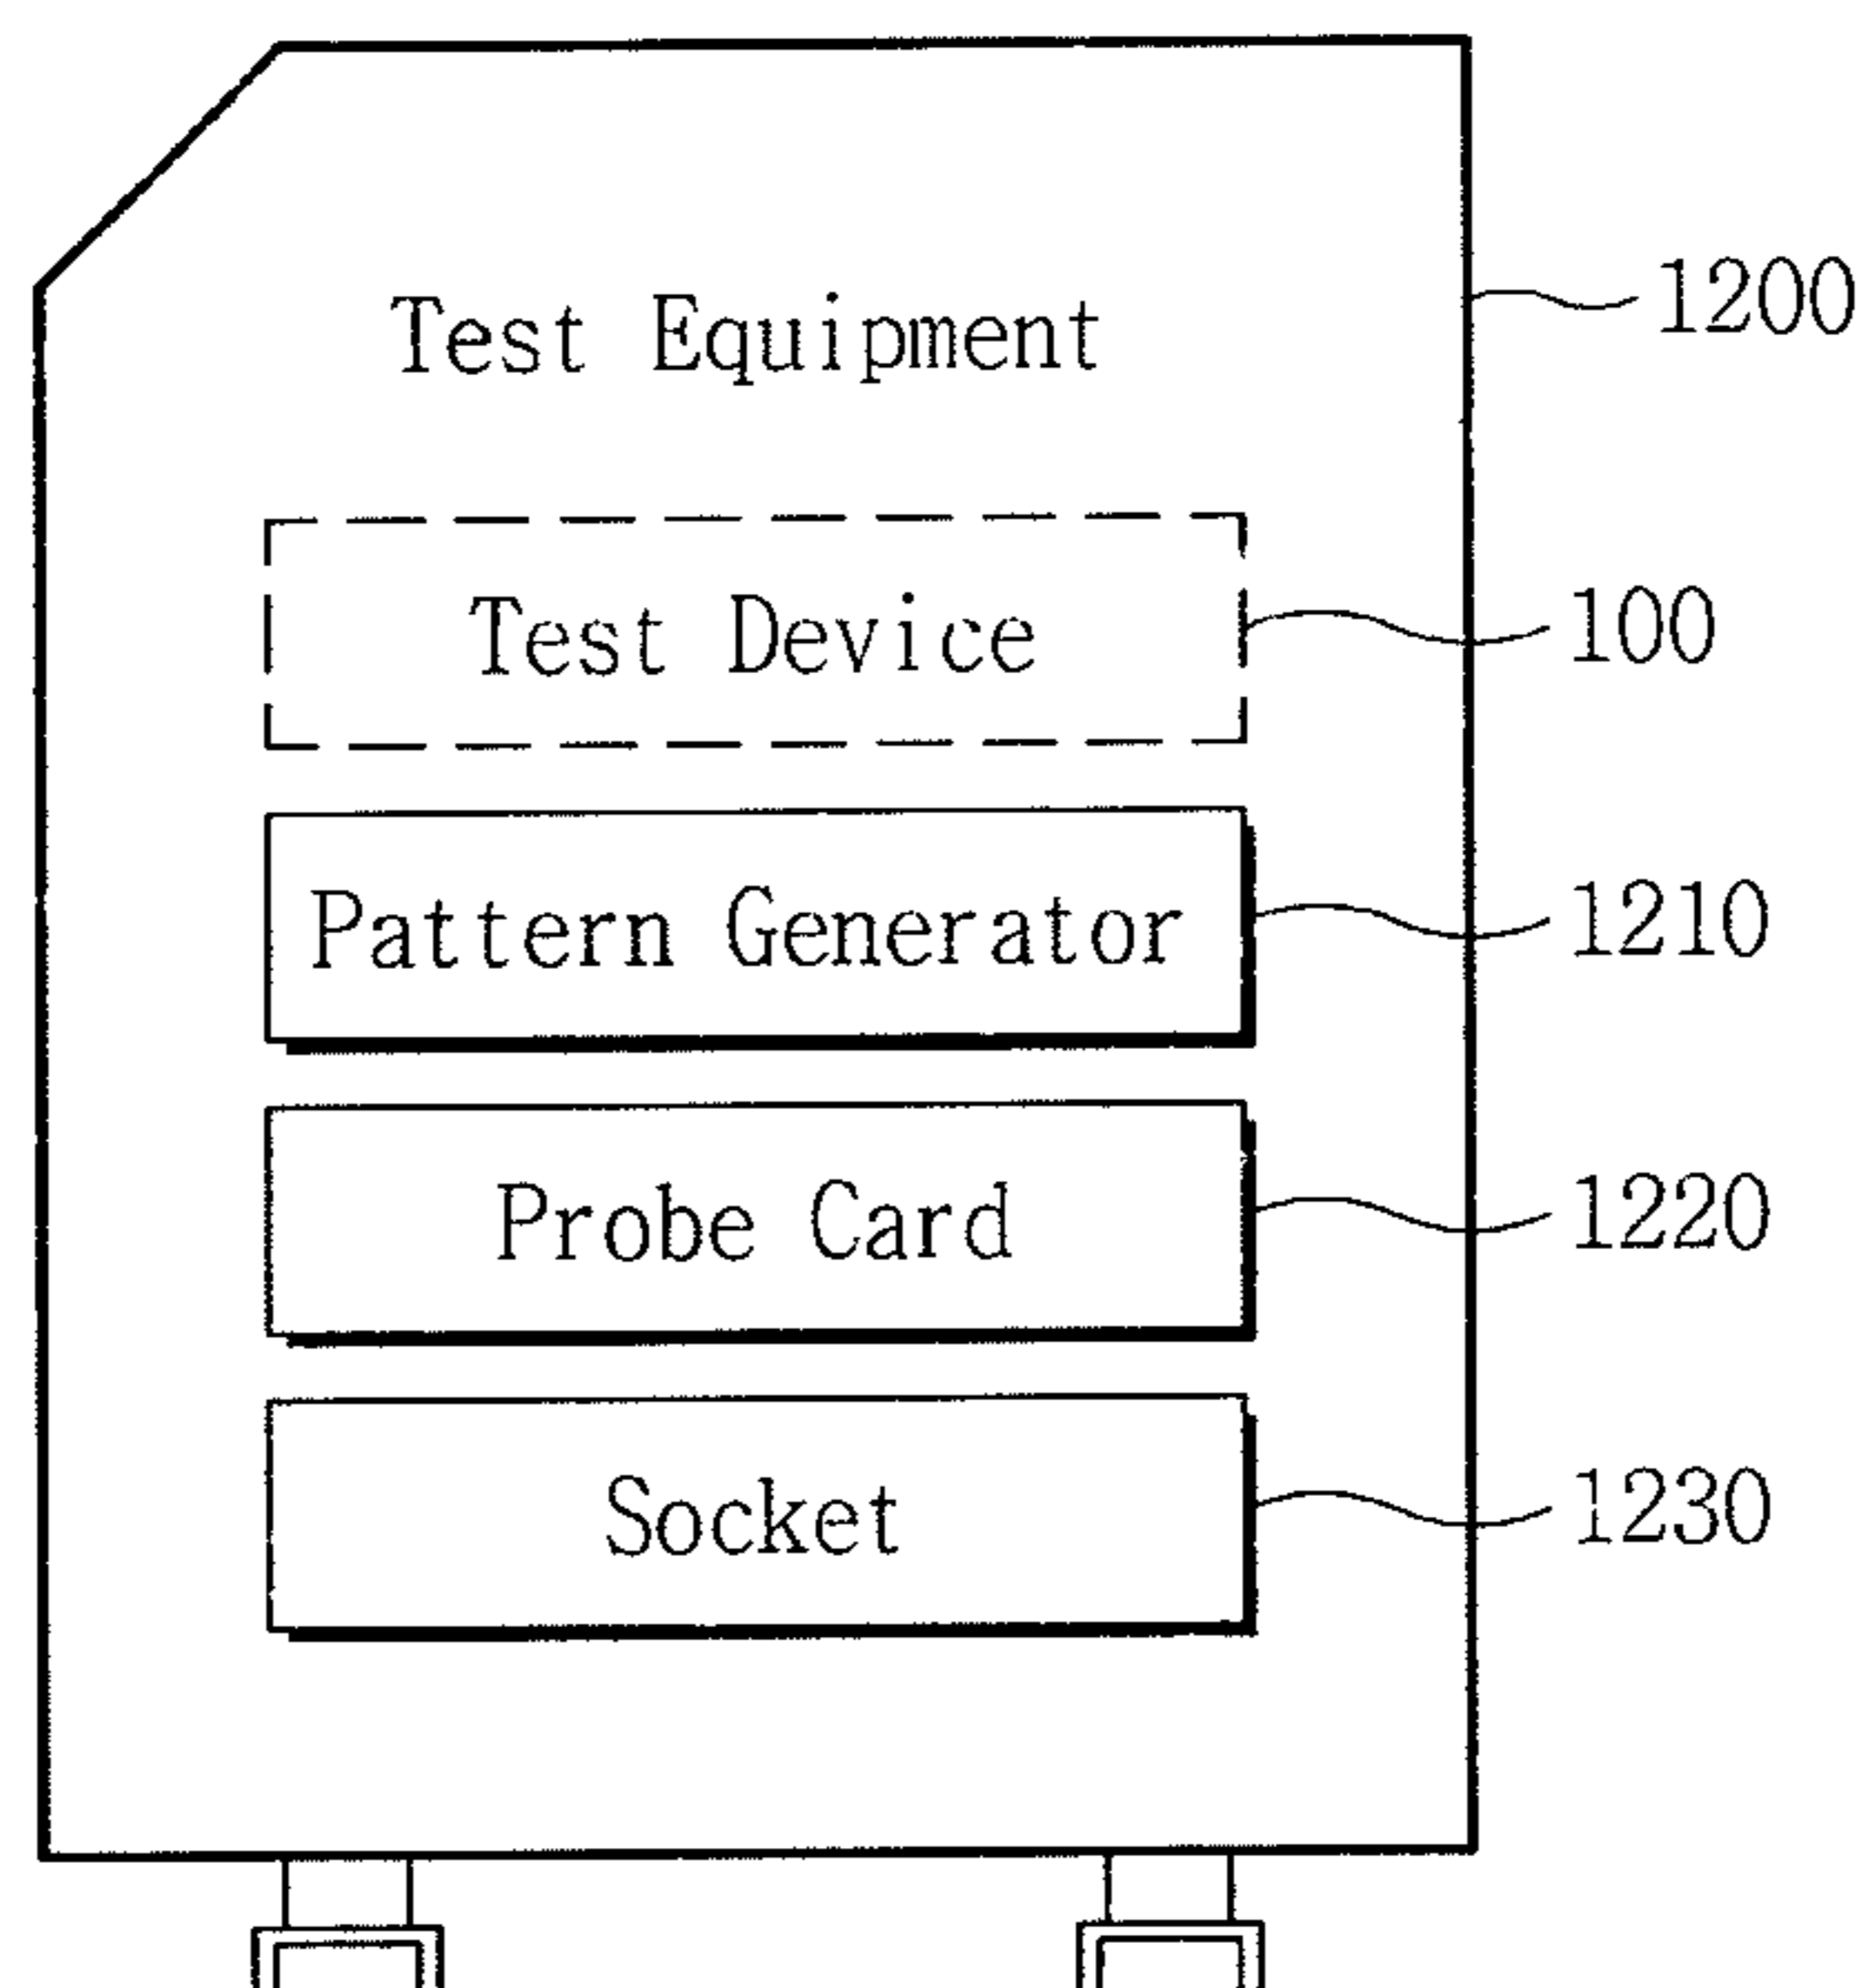 Test Equipment
1200
Test Device
100
Pattern Generator
1210
Probe Card
1220
Socket
1230